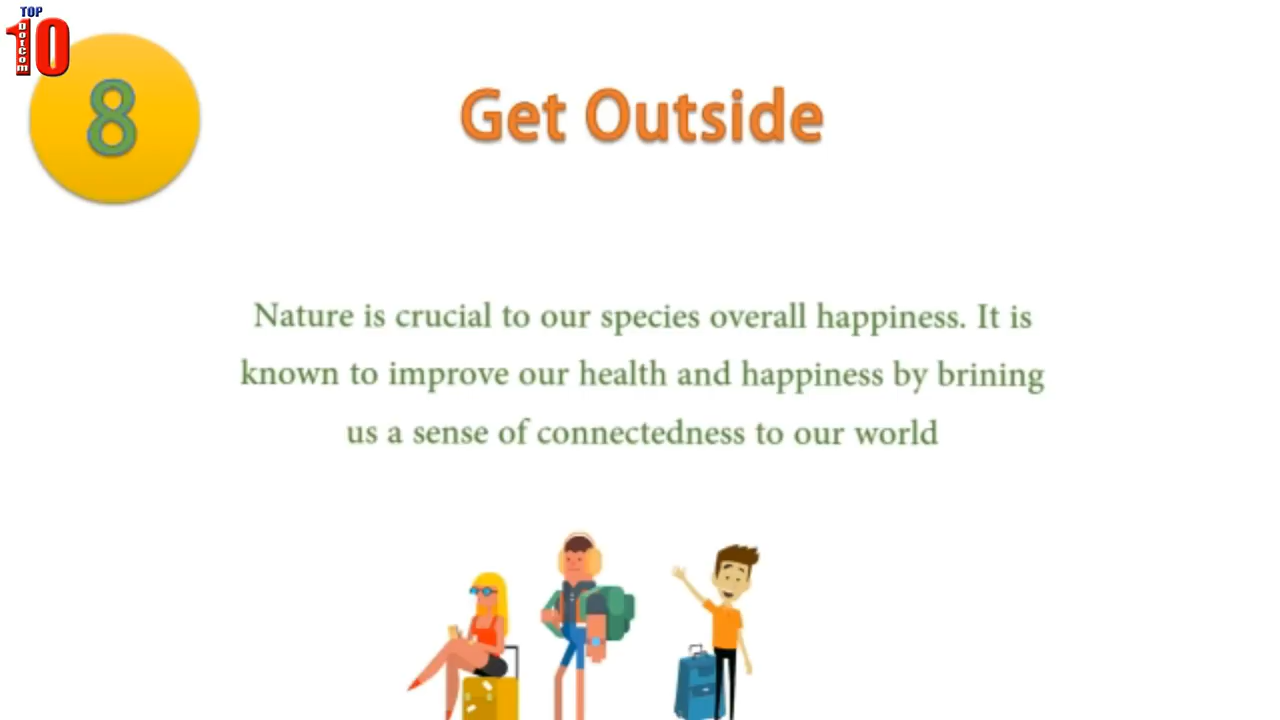 TOP
10
DOTCOM
8
Get Outside
Nature is crucial to our species overall happiness. It is
known to improve our health and happiness by brining
us a sense of connectedness to our world